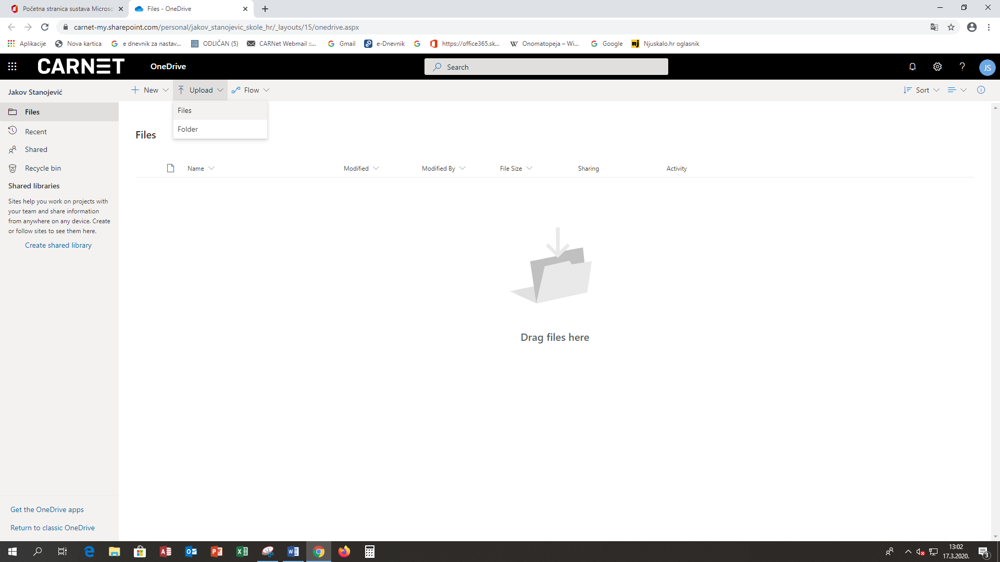 Početna stranica sustava Microso
Files - OneDrive
carnet-my.sharepoint.com/personal/jakov_stanojevic_skole_hr/_layouts/15/onedrive.aspx
Aplikacije
Nova kartica
e dnevnik za nastav...
ODLIČAN (5)
CARNet Webmail ::...
Gmail
e-Dnevnik
https://office365.sk...
Onomatopeja – Wi...
Google
Njuskalo.hr oglasnik
CARNET
OneDrive
Search
JS
Jakov Stanojević
New
Upload
Flow
Sort
Files
Recent
Shared
Recycle bin
Shared libraries
Sites help you work on projects with
your team and share information
from anywhere on any device. Create
or follow sites to see them here.
Create shared library
Files
Folder
Files
Name
Modified
Modified By
File Size
Sharing
Activity
Drag files here
Get the OneDrive apps
Return to classic OneDrive
13:02
17.3.2020.
3